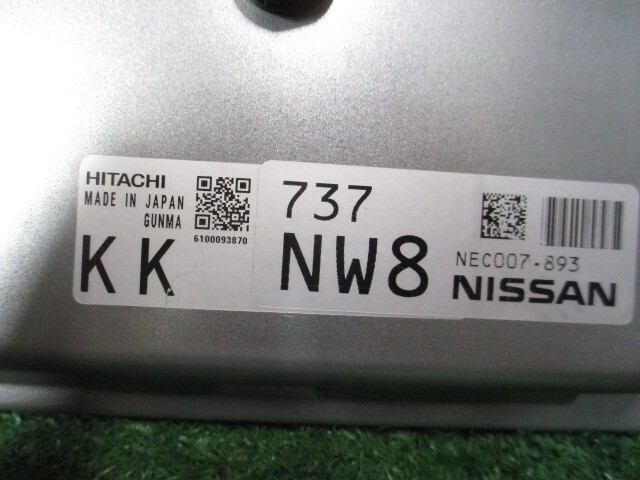 HITACHI
MADE IN JAPAN
GUNMA
6100093870
KK
737
NW8
NEC007-893
NISSAN